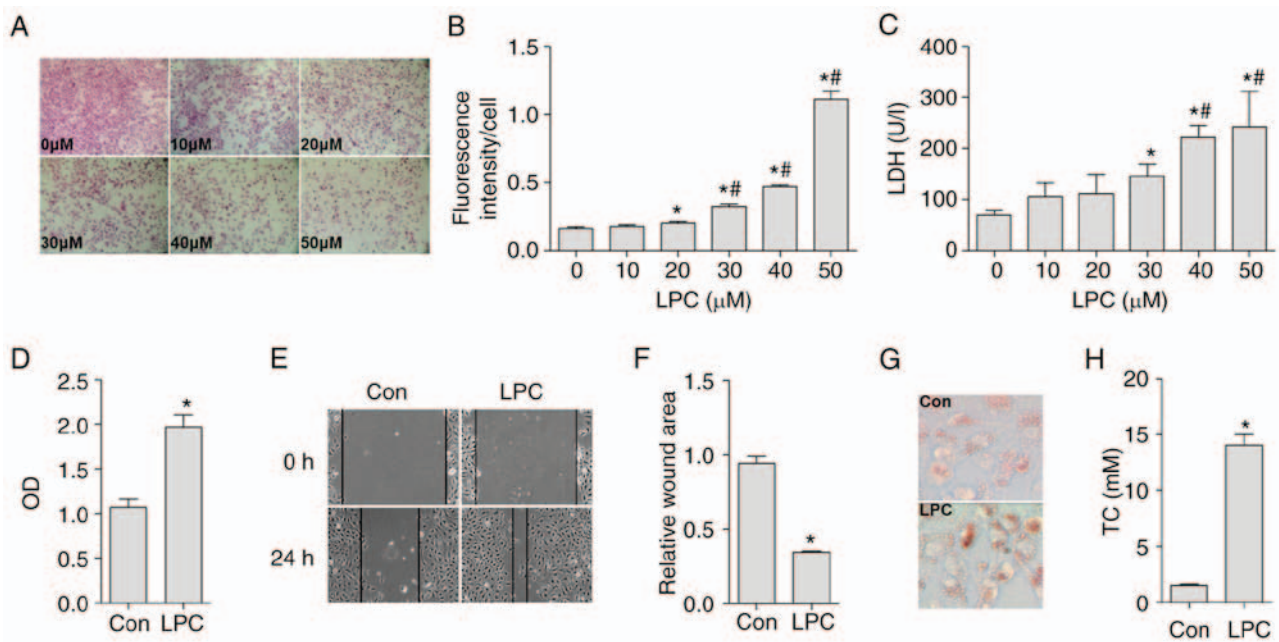 A
0µM
10µM
20µM
30µM
40µM
50µM
B
Fluorescence
intensity/cell
1.5
1.0
0.5
0.0
*
*#
*#
*#
0 10 20 30 40 50
LPC (µM)
C
LDH (U/l)
400
300
200
100
0
*
*#
*#
0 10 20 30 40 50
LPC (µM)
D
OD
2.5
2.0
1.5
1.0
0.5
0.0
*
Con LPC
E
Con LPC
0 h
24 h
F
Relative wound area
1.5
1.0
0.5
0.0
*
Con LPC
G
Con
LPC
H
TC (mM)
20
15
10
5
0
*
Con LPC